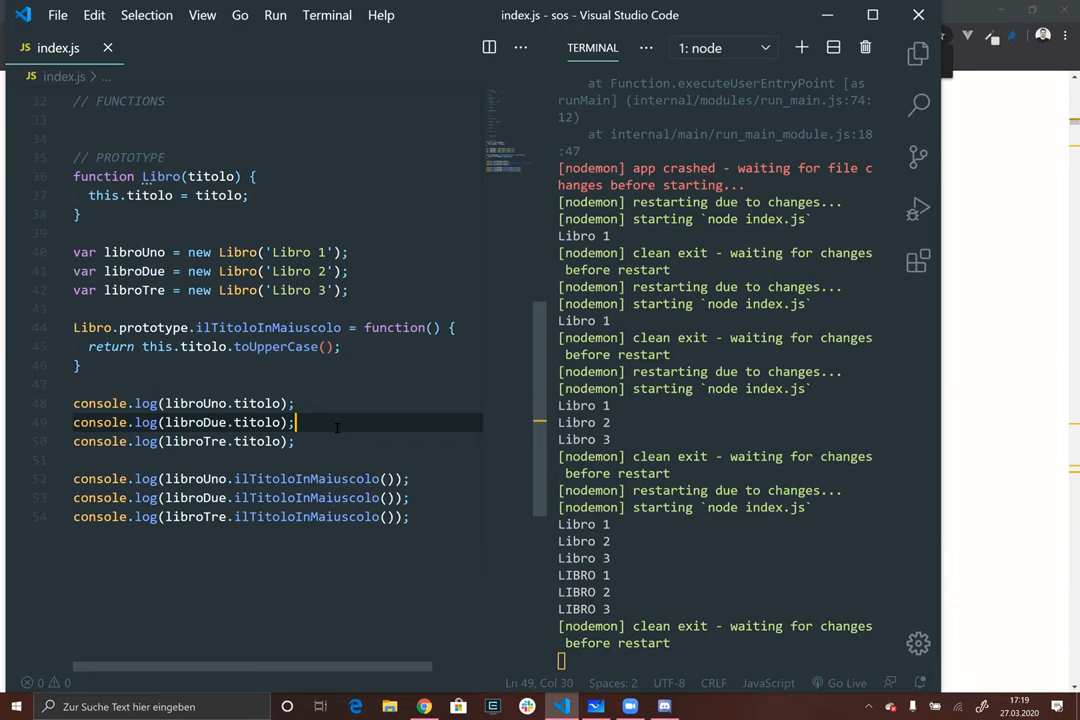 File Edit Selection View Go Run Terminal Help
index.js - sos - Visual Studio Code
JS index.js
TERMINAL
1: node
JS index.js > ...
32 // FUNCTIONS
33
34
35 // PROTOTYPE
36 function Libro(titolo) {
37 this.titolo = titolo;
38 }
39
40 var libroUno = new Libro('Libro 1');
41 var libroDue = new Libro('Libro 2');
42 var libroTre = new Libro('Libro 3');
43
44 Libro.prototype.ilTitoloInMaiuscolo = function() {
45 return this.titolo.toUpperCase();
46 }
47
48 console.log(libroUno.titolo);
49 console.log(libroDue.titolo);
50 console.log(libroTre.titolo);
51
52 console.log(libroUno.ilTitoloInMaiuscolo());
53 console.log(libroDue.ilTitoloInMaiuscolo());
54 console.log(libroTre.ilTitoloInMaiuscolo());
at Function.executeUserEntryPoint [as
runMain] (internal/modules/run_main.js:74:
12)
at internal/main/run_main_module.js:18
:47
[nodemon] app crashed - waiting for file c
hanges before starting...
[nodemon] restarting due to changes...
[nodemon] starting `node index.js`
Libro 1
[nodemon] clean exit - waiting for changes
before restart
[nodemon] restarting due to changes...
[nodemon] starting `node index.js`
Libro 1
[nodemon] clean exit - waiting for changes
before restart
[nodemon] restarting due to changes...
[nodemon] starting `node index.js`
Libro 1
Libro 2
Libro 3
[nodemon] clean exit - waiting for changes
before restart
[nodemon] restarting due to changes...
[nodemon] starting `node index.js`
Libro 1
Libro 2
Libro 3
LIBRO 1
LIBRO 2
LIBRO 3
[nodemon] clean exit - waiting for changes
before restart
0 0
Ln 49, Col 30 Spaces: 2 UTF-8 CRLF JavaScript Go Live
Zur Suche Text hier eingeben
17:19
27.03.2020